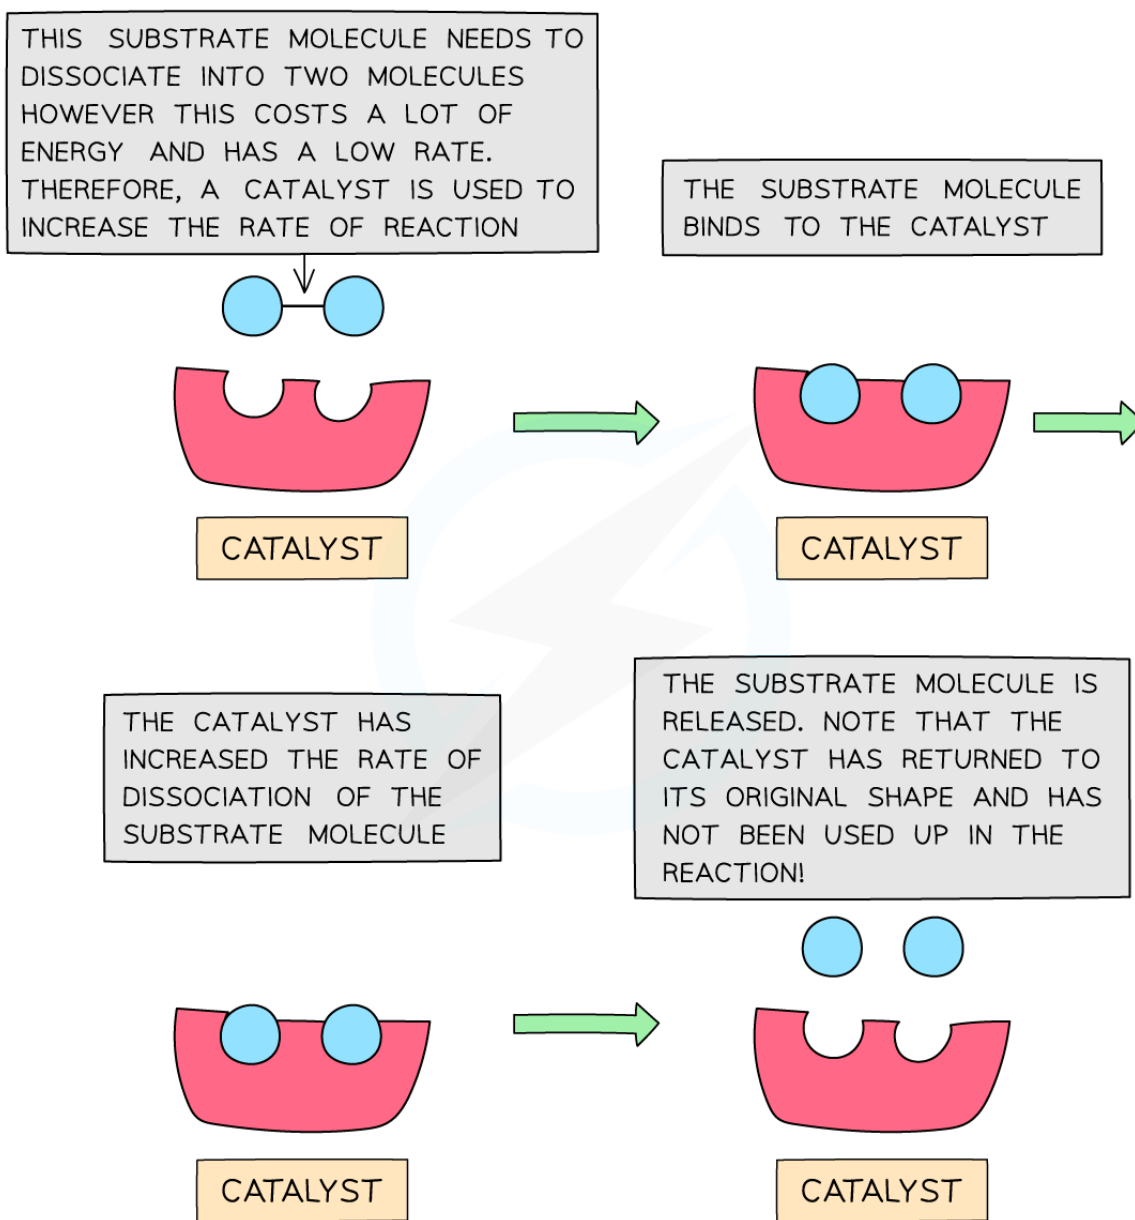 THIS SUBSTRATE MOLECULE NEEDS TO
DISSOCIATE INTO TWO MOLECULES
HOWEVER THIS COSTS A LOT OF
ENERGY AND HAS A LOW RATE.
THEREFORE, A CATALYST IS USED TO
INCREASE THE RATE OF REACTION
THE SUBSTRATE MOLECULE
BINDS TO THE CATALYST
CATALYST
CATALYST
THE CATALYST HAS
INCREASED THE RATE OF
DISSOCIATION OF THE
SUBSTRATE MOLECULE
THE SUBSTRATE MOLECULE IS
RELEASED. NOTE THAT THE
CATALYST HAS RETURNED TO
ITS ORIGINAL SHAPE AND HAS
NOT BEEN USED UP IN THE
REACTION!
CATALYST
CATALYST